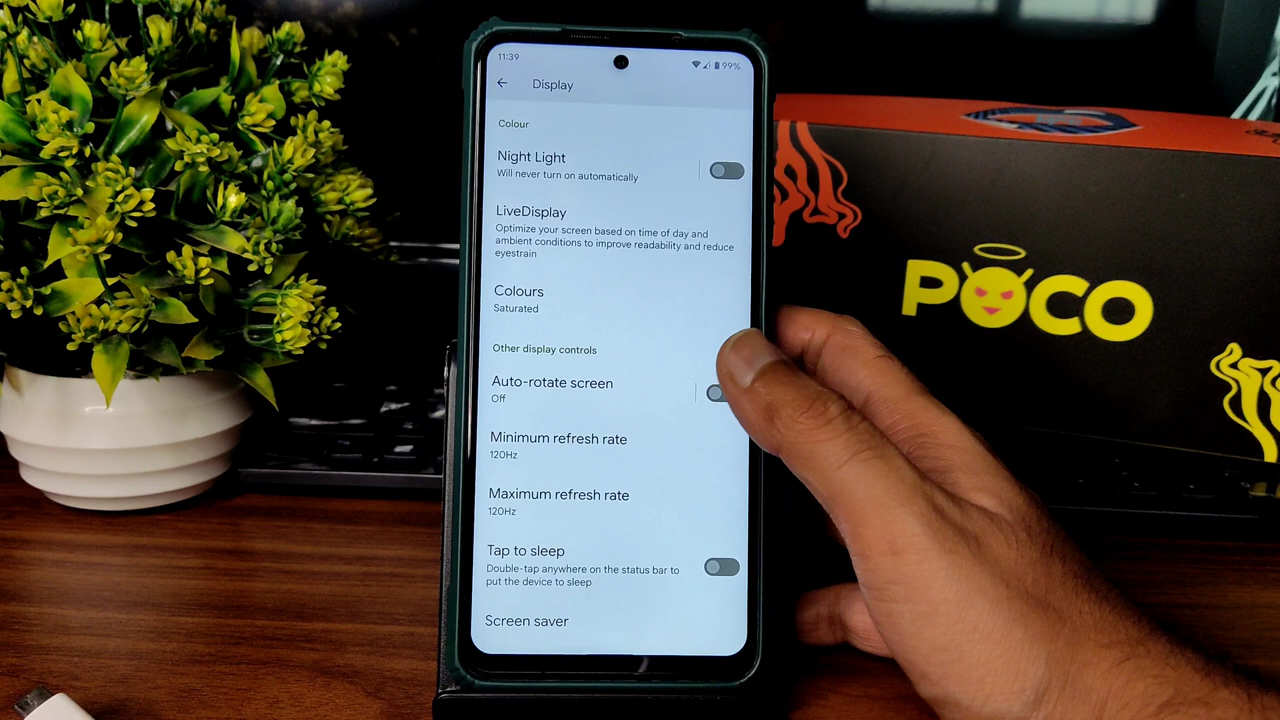 11:39
99%
Display
Colour
Night Light
Will never turn on automatically
LiveDisplay
Optimize your screen based on time of day and
ambient conditions to improve readability and reduce
eyestrain
Colours
Saturated
Other display controls
Auto-rotate screen
Off
Minimum refresh rate
120Hz
Maximum refresh rate
120Hz
Tap to sleep
Double-tap anywhere on the status bar to
put the device to sleep
Screen saver
POCO